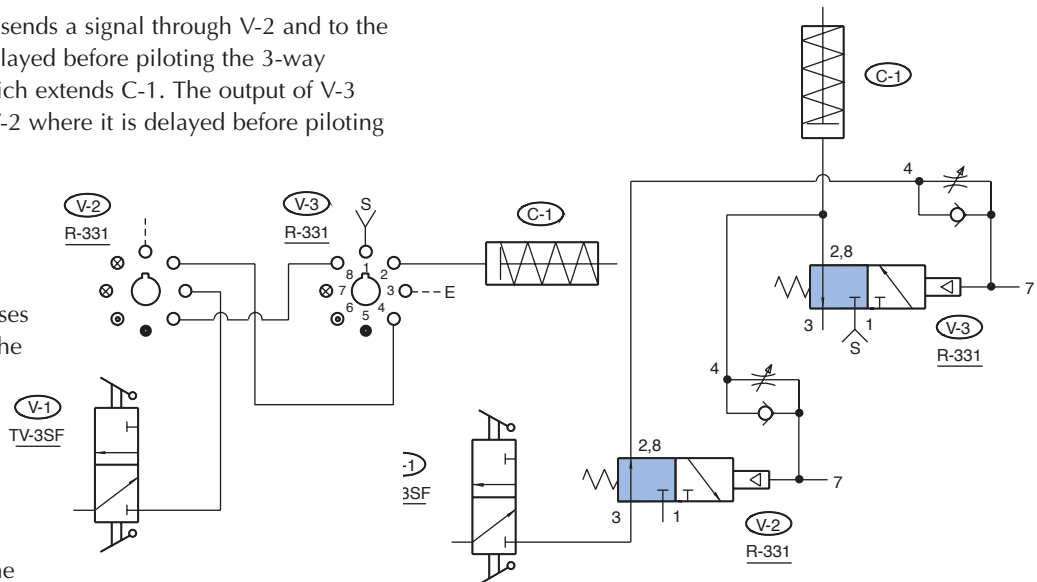 sends a signal through V-2 and to the
layed before piloting the 3-way
ich extends C-1. The output of V-3
V-2 where it is delayed before piloting
V-2
R-331
V-3
R-331
S
C-1
8 1 2
7 3 E
6 5 4
ses
he
V-1
TV-3SF
ne
C-1
4
2,8
7
3 1
S
V-3
R-331
4
-1
3SF
2,8
7
3 1
V-2
R-331